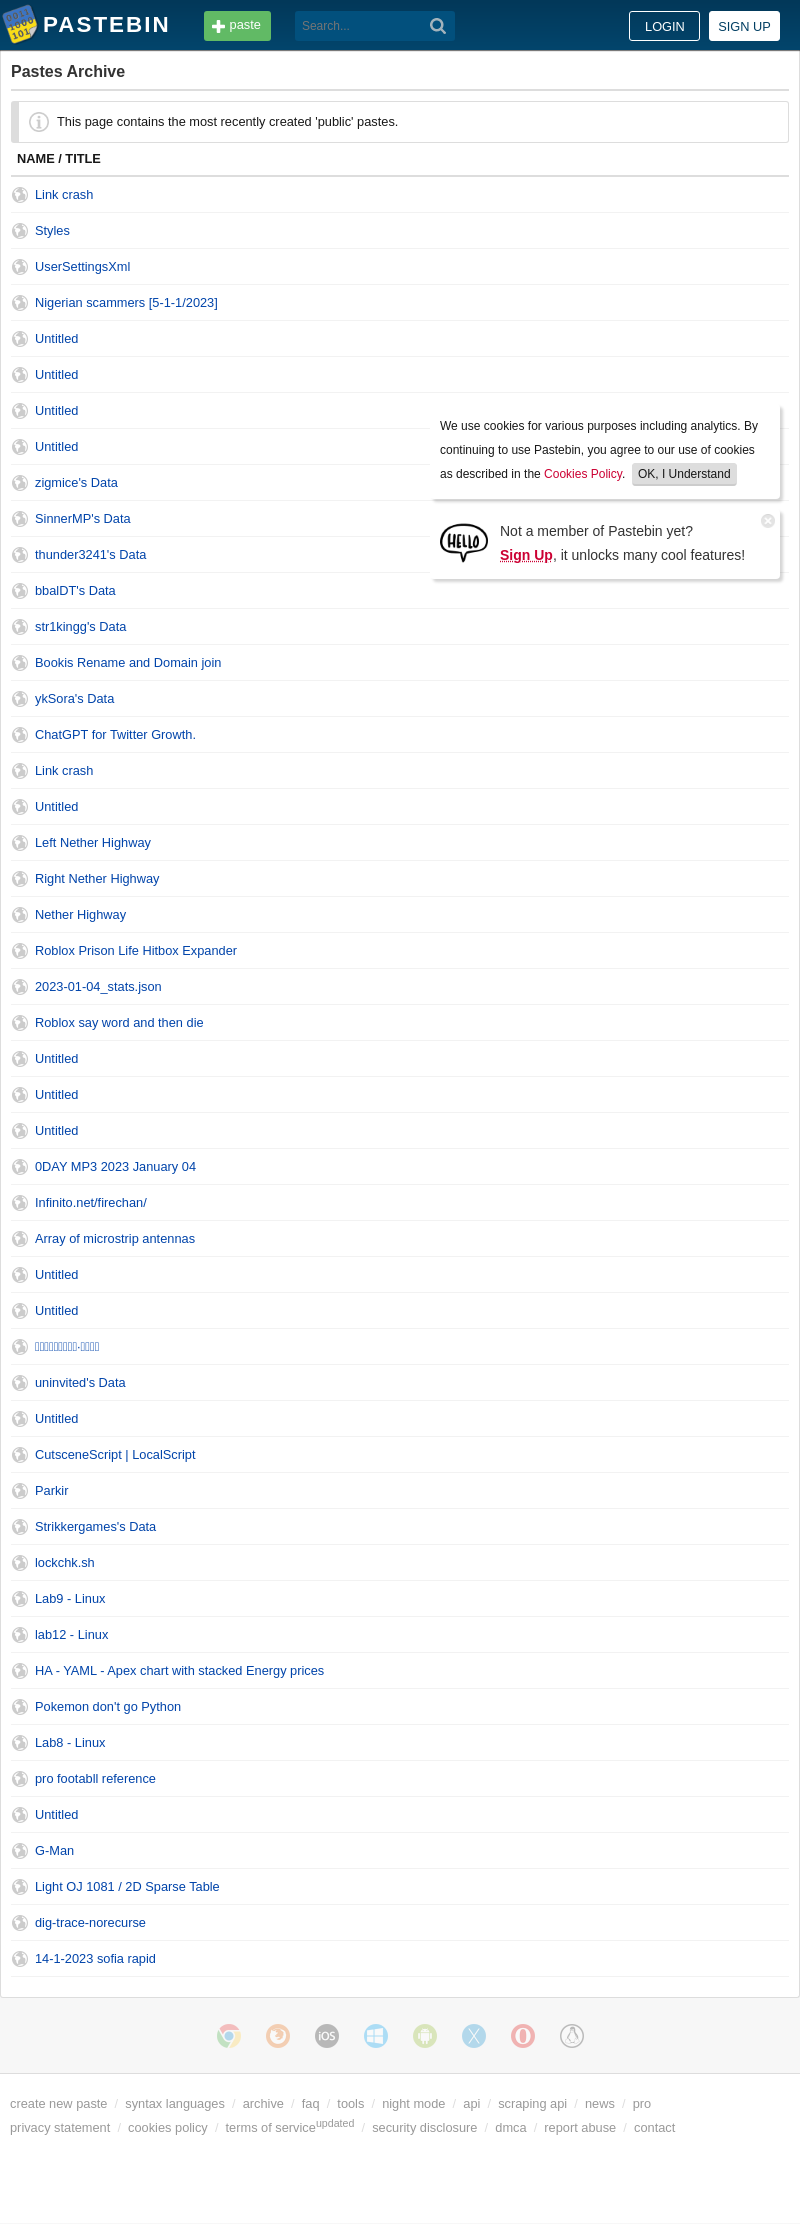 PASTEBIN paste Search... LOGIN SIGN UP
Pastes Archive
This page contains the most recently created 'public' pastes.
NAME / TITLE
Link crash
Styles
UserSettingsXml
Nigerian scammers [5-1-1/2023]
Untitled
Untitled
Untitled
Untitled
zigmice's Data
SinnerMP's Data
thunder3241's Data
bbalDT's Data
We use cookies for various purposes including analytics. By
continuing to use Pastebin, you agree to our use of cookies
as described in the Cookies Policy. OK, I Understand
HELLO
Not a member of Pastebin yet?
Sign Up, it unlocks many cool features!
str1kingg's Data
Bookis Rename and Domain join
ykSora's Data
ChatGPT for Twitter Growth.
Link crash
Untitled
Left Nether Highway
Right Nether Highway
Nether Highway
Roblox Prison Life Hitbox Expander
2023-01-04_stats.json
Roblox say word and then die
Untitled
Untitled
Untitled
0DAY MP3 2023 January 04
Infinito.net/firechan/
Array of microstrip antennas
Untitled
Untitled
uninvited's Data
Untitled
CutsceneScript | LocalScript
Parkir
Strikkergames's Data
lockchk.sh
Lab9 - Linux
lab12 - Linux
HA - YAML - Apex chart with stacked Energy prices
Pokemon don't go Python
Lab8 - Linux
pro footabll reference
Untitled
G-Man
Light OJ 1081 / 2D Sparse Table
dig-trace-norecurse
14-1-2023 sofia rapid
iOS
create new paste / syntax languages / archive / faq / tools / night mode / api / scraping api / news / pro
privacy statement / cookies policy / terms of service updated / security disclosure / dmca / report abuse / contact